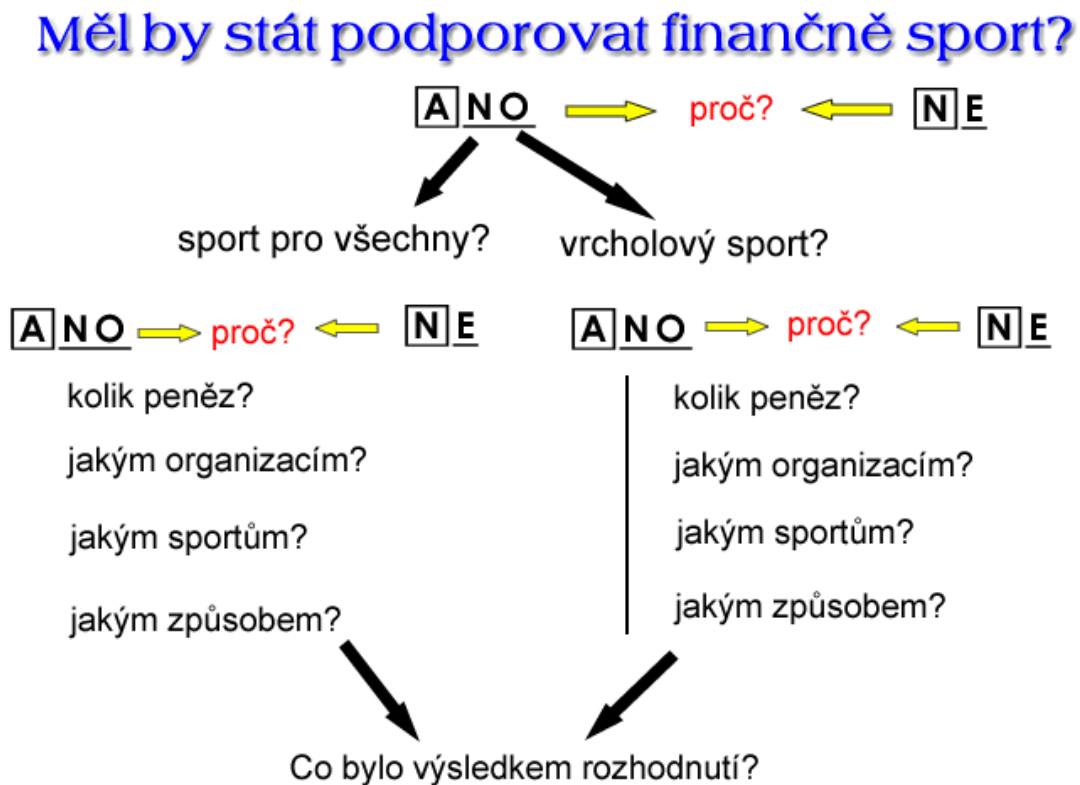 Měl by stát podporovat finančně sport?
ANO proč? NE
sport pro všechny? vrcholový sport?
ANO proč? NE ANO proč? NE
kolik peněz? kolik peněz?
jakým organizacím? jakým organizacím?
jakým sportům? jakým sportům?
jakým způsobem? jakým způsobem?
Co bylo výsledkem rozhodnutí?